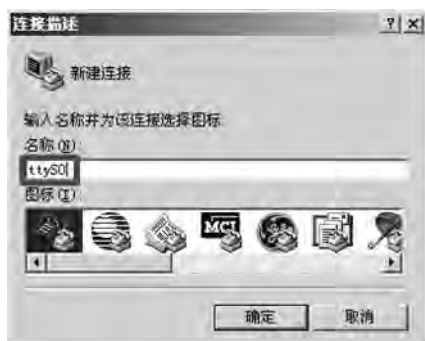 连接描述
新建连接
输入名称并为该连接选择图标:
名称(N):
ttyS0
图标(I):
MCI
确定
取消